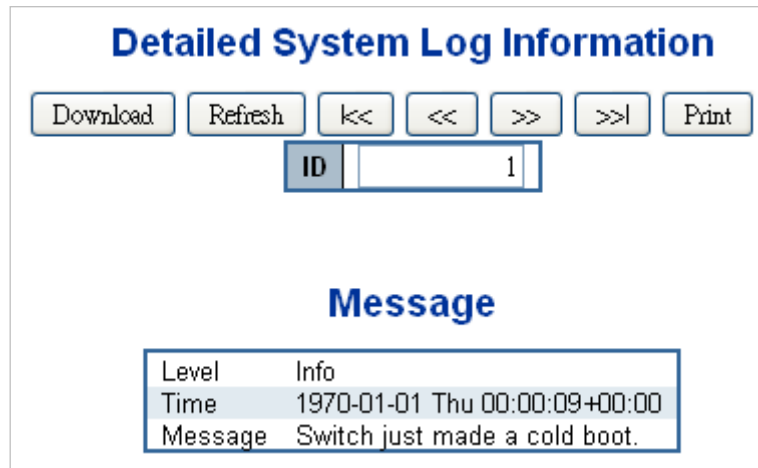 Detailed System Log Information
Download Refresh |<< << >> >>| Print
ID 1
Message
Level Info
Time 1970-01-01 Thu 00:00:09+00:00
Message Switch just made a cold boot.